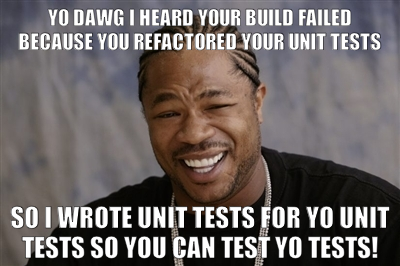 YO DAWG I HEARD YOUR BUILD FAILED
BECAUSE YOU REFACTORED YOUR UNIT TESTS
SO I WROTE UNIT TESTS FOR YO UNIT
TESTS SO YOU CAN TEST YO TESTS!